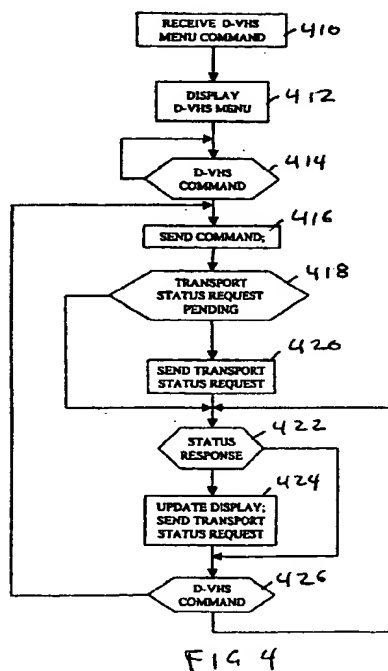 RECEIVE D-VHS
MENU COMMAND
410
DISPLAY
D-VHS MENU
412
D-VHS
COMMAND
414
SEND COMMAND;
416
TRANSPORT
STATUS REQUEST
PENDING
418
SEND TRANSPORT
STATUS REQUEST
420
STATUS
RESPONSE
422
UPDATE DISPLAY;
SEND TRANSPORT
STATUS REQUEST
424
D-VHS
COMMAND
426
FIG 4